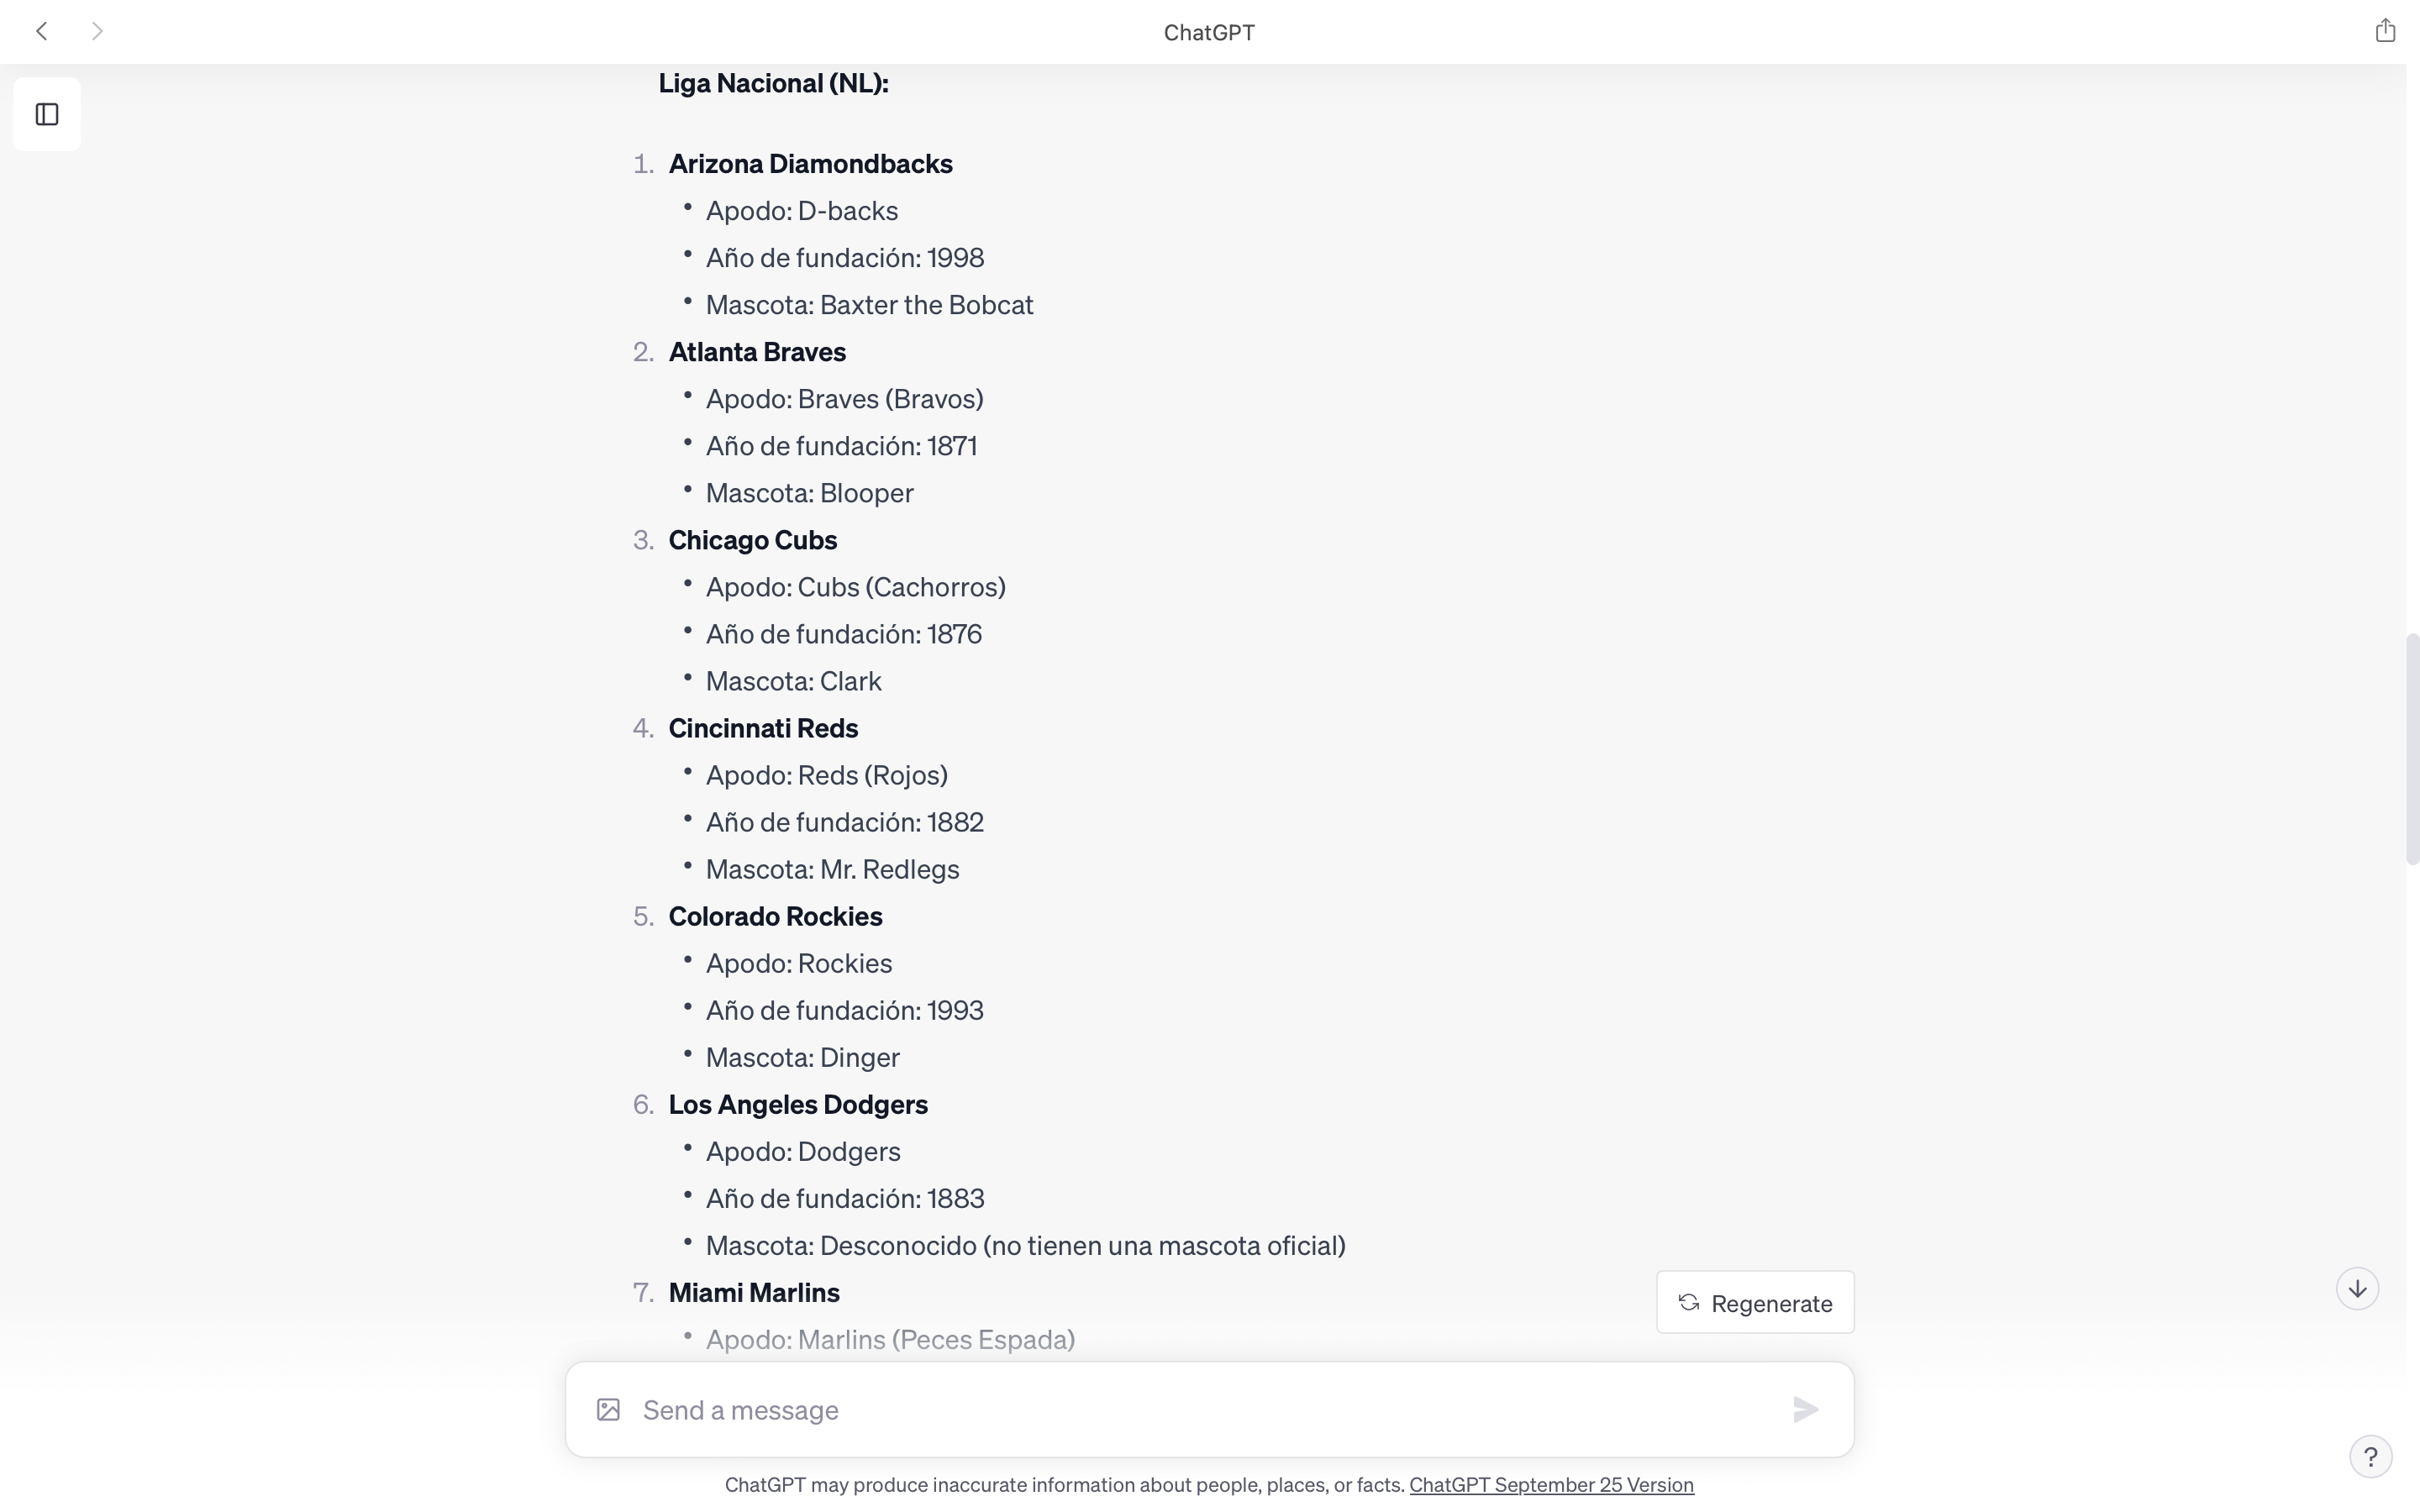 ChatGPT
Liga Nacional (NL):
1. Arizona Diamondbacks
• Apodo: D-backs
• Año de fundación: 1998
• Mascota: Baxter the Bobcat
2. Atlanta Braves
• Apodo: Braves (Bravos)
• Año de fundación: 1871
• Mascota: Blooper
3. Chicago Cubs
• Apodo: Cubs (Cachorros)
• Año de fundación: 1876
• Mascota: Clark
4. Cincinnati Reds
• Apodo: Reds (Rojos)
• Año de fundación: 1882
• Mascota: Mr. Redlegs
5. Colorado Rockies
• Apodo: Rockies
• Año de fundación: 1993
• Mascota: Dinger
6. Los Angeles Dodgers
• Apodo: Dodgers
• Año de fundación: 1883
• Mascota: Desconocido (no tienen una mascota oficial)
7. Miami Marlins
• Apodo: Marlins (Peces Espada)
Regenerate
Send a message
?
ChatGPT may produce inaccurate information about people, places, or facts. ChatGPT September 25 Version